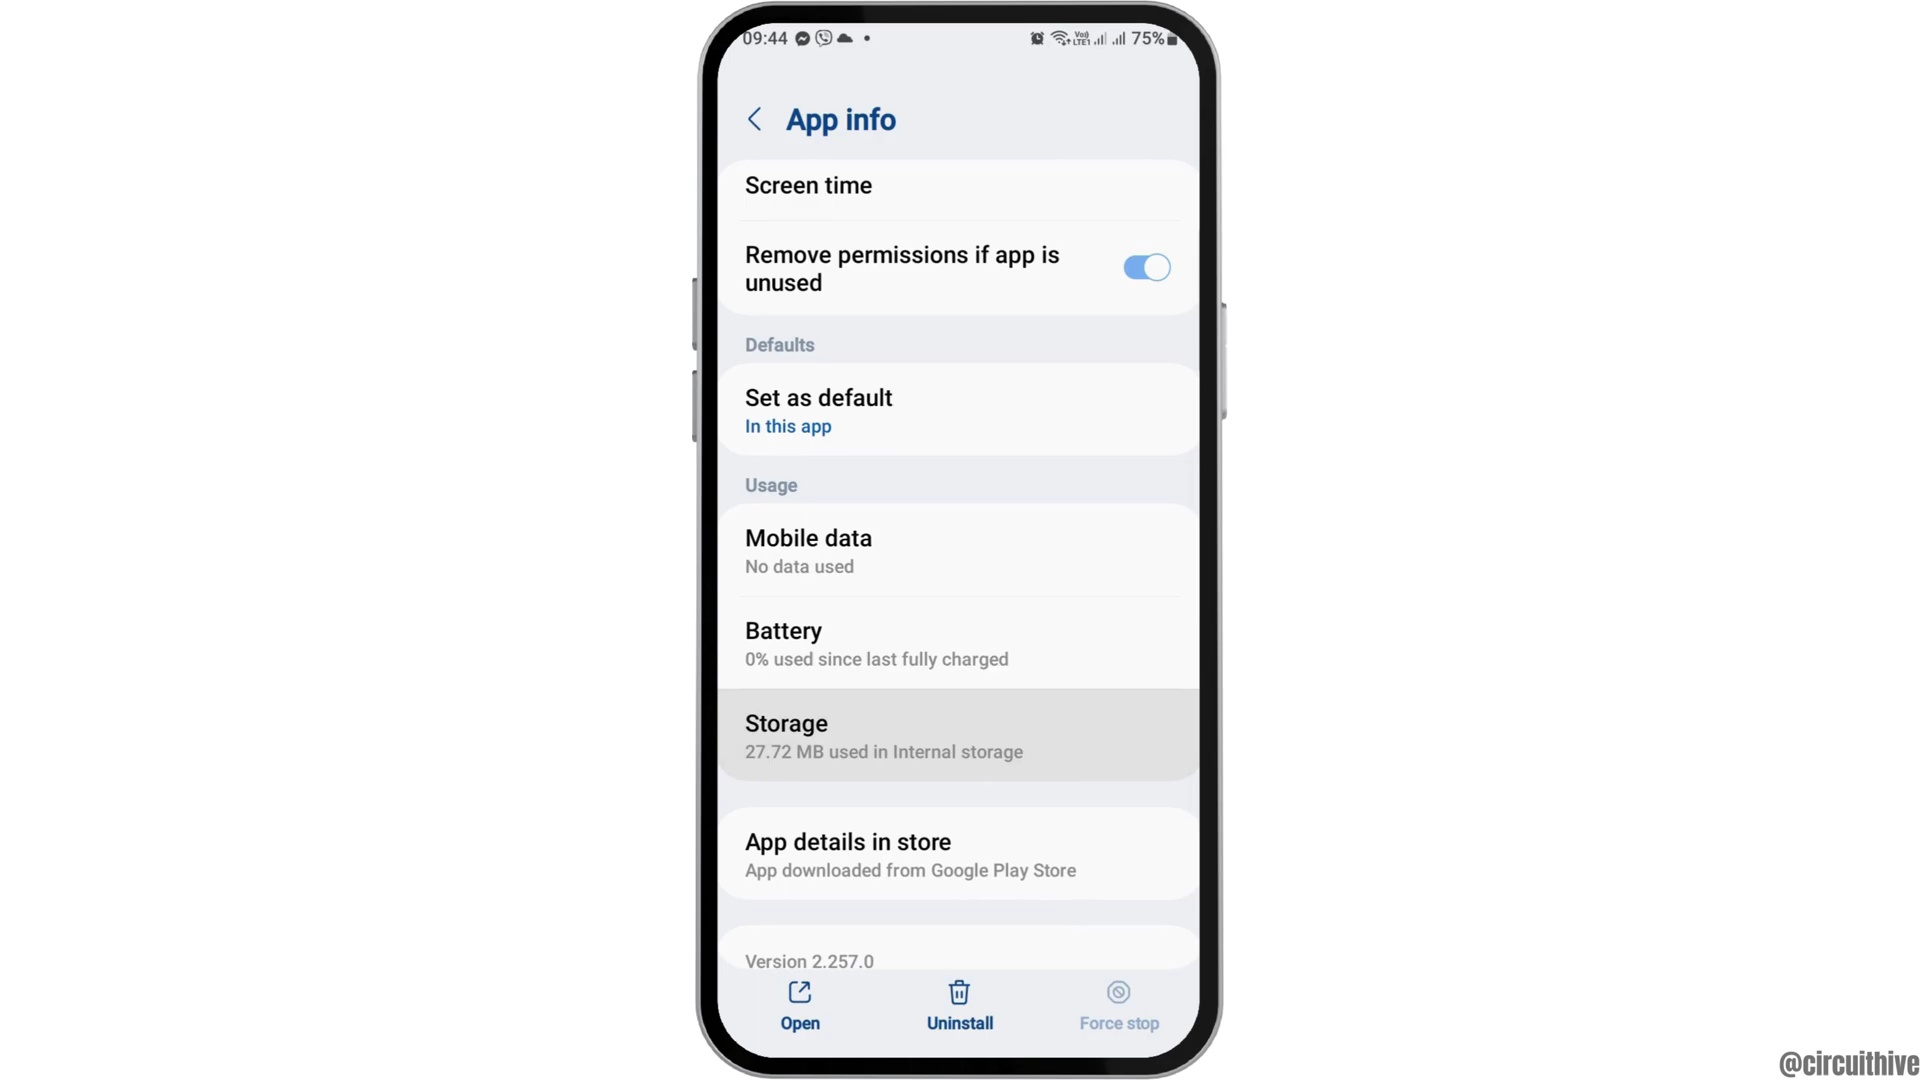 09:44 75%
App info
Screen time
Remove permissions if app is
unused
Defaults
Set as default
In this app
Usage
Mobile data
No data used
Battery
0% used since last fully charged
Storage
27.72 MB used in Internal storage
App details in store
App downloaded from Google Play Store
Version 2.257.0
Open Uninstall Force stop
@circuithive